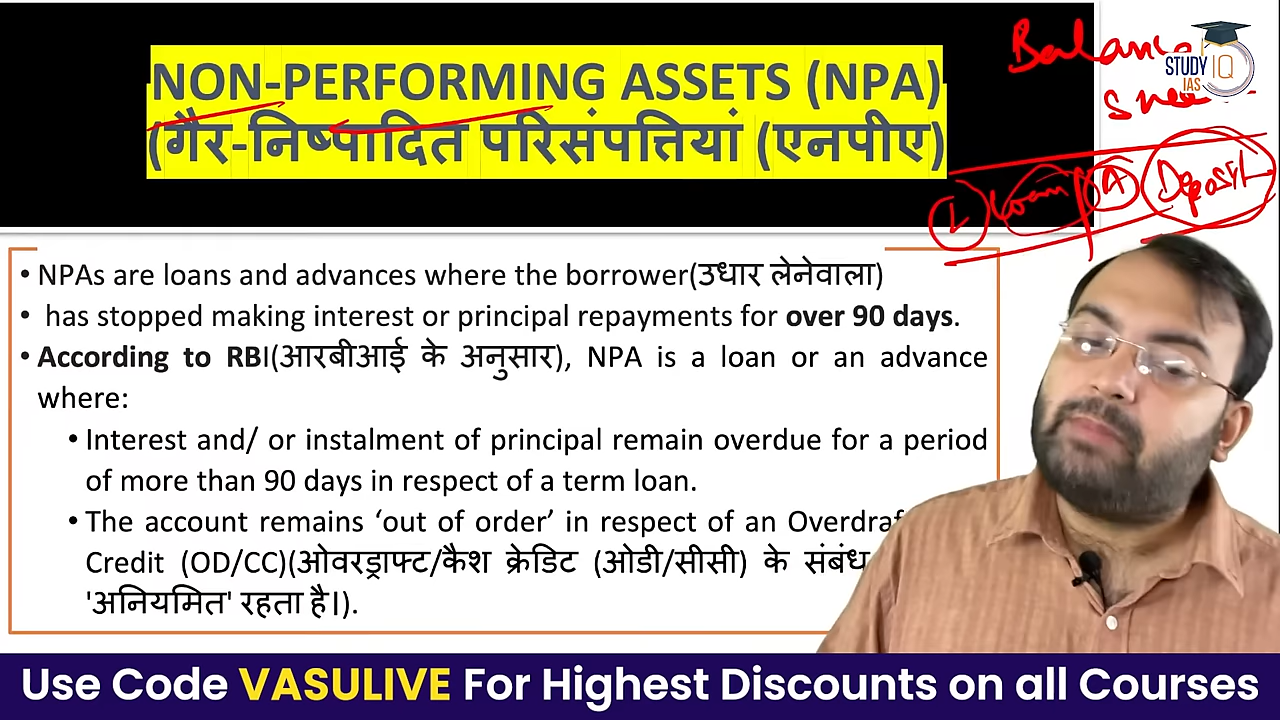 NON-PERFORMING ASSETS (NPA)
(गैर-निष्पादित परिसंपत्तियां (एनपीए)
Balance
STUDY IQ
IAS
L Loan A Deposit
• NPAs are loans and advances where the borrower(उधार लेनेवाला)
• has stopped making interest or principal repayments for over 90 days.
• According to RBI(आरबीआई के अनुसार), NPA is a loan or an advance
where:
• Interest and/ or instalment of principal remain overdue for a period
of more than 90 days in respect of a term loan.
• The account remains ‘out of order’ in respect of an
Credit (OD/CC)(ओवरड्राफ्ट/कैश क्रेडिट (ओडी/सीसी) के संबंध
'अनियमित' रहता है।).
Use Code VASULIVE For Highest Discounts on all Courses